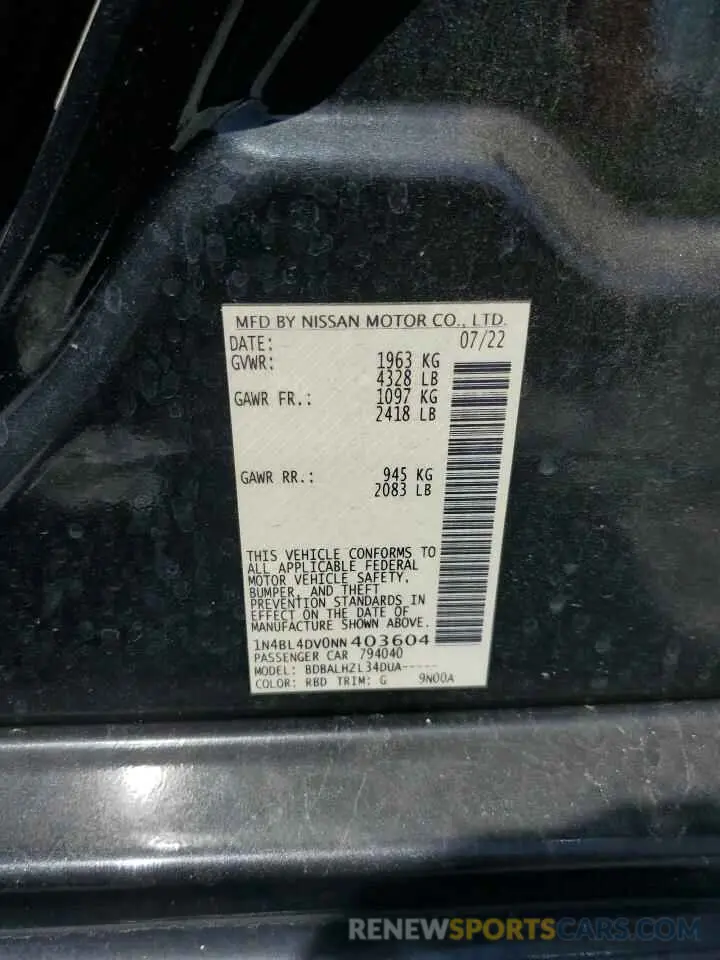 MFD BY NISSAN MOTOR CO., LTD.
DATE: 07/22
GVWR: 1963 KG
4328 LB
GAWR FR.: 1097 KG
2418 LB
GAWR RR.: 945 KG
2083 LB
THIS VEHICLE CONFORMS TO
ALL APPLICABLE FEDERAL
MOTOR VEHICLE SAFETY,
BUMPER, AND THEFT
PREVENTION STANDARDS IN
EFFECT ON THE DATE OF
MANUFACTURE SHOWN ABOVE.
1N4BL4DV0NN403604
PASSENGER CAR 794040
MODEL: BDBALHZL34DUA-----
COLOR: RBD TRIM: G 9N00A
RENEWSPORTSCARS.COM